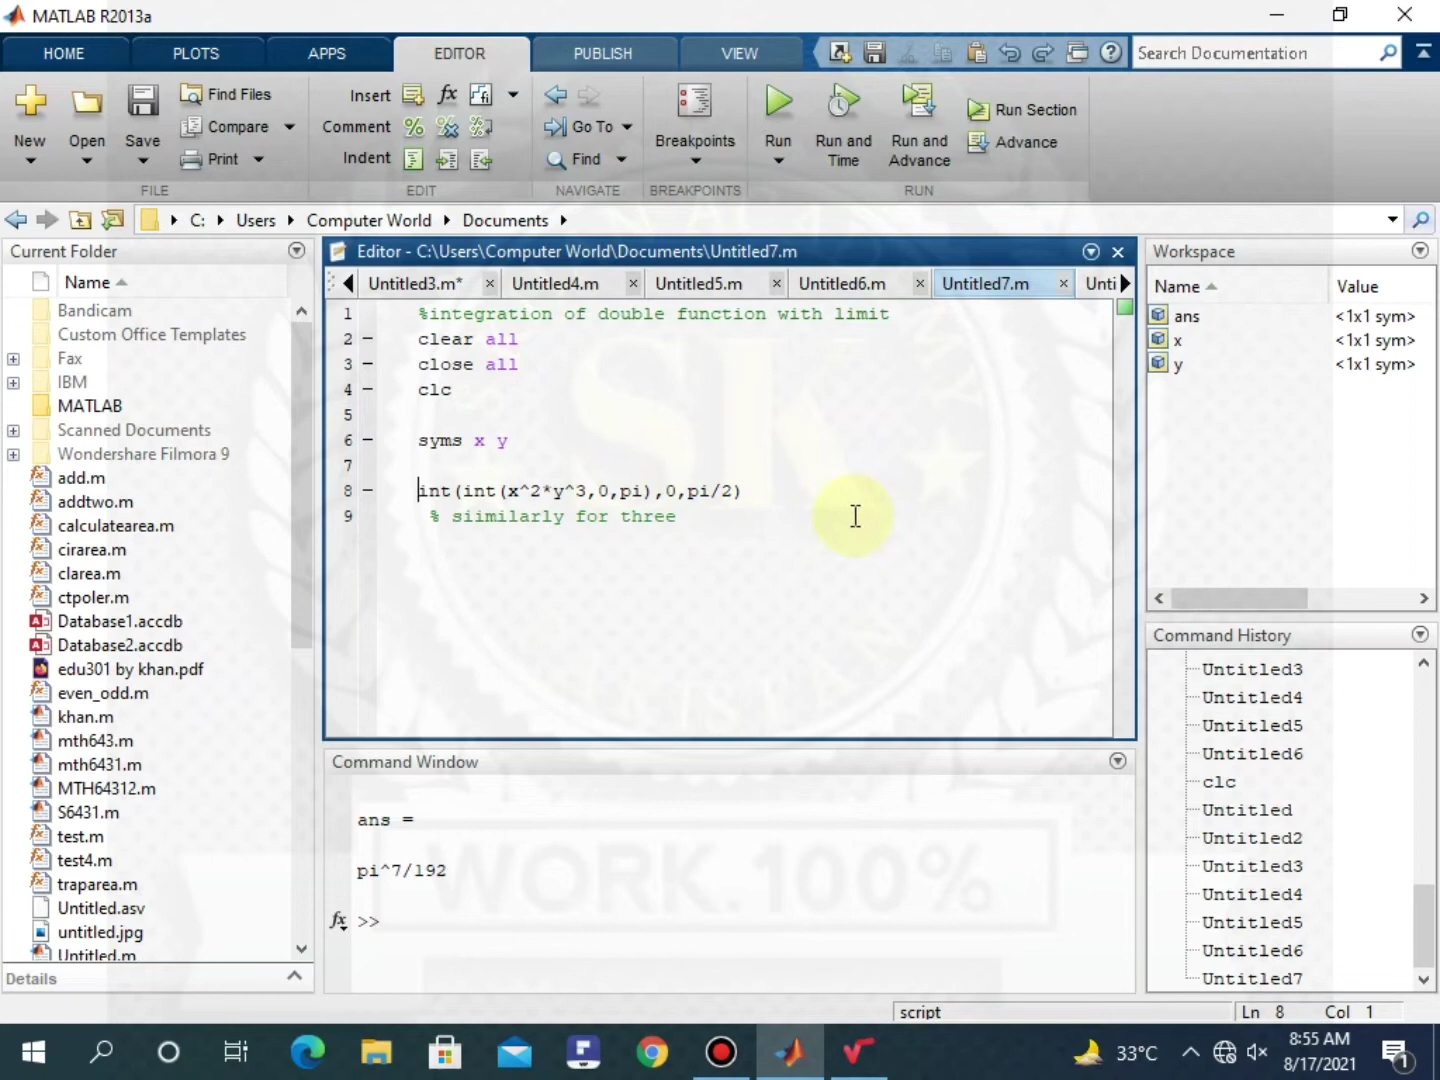 MATLAB R2013a
HOME
PLOTS
APPS
EDITOR
PUBLISH
VIEW
Search Documentation
New
Open
Save
Find Files
Compare
Print
FILE
Insert
fx
fi
Comment
Indent
EDIT
Go To
Find
NAVIGATE
Breakpoints
BREAKPOINTS
Run
Run and Time
Run and Advance
Run Section
Advance
RUN
C: Users Computer World Documents
Current Folder
Name
Bandicam
Custom Office Templates
Fax
IBM
MATLAB
Scanned Documents
Wondershare Filmora 9
add.m
addtwo.m
calculatearea.m
cirarea.m
clarea.m
ctpoler.m
Database1.accdb
Database2.accdb
edu301 by khan.pdf
even_odd.m
khan.m
mth643.m
mth6431.m
MTH64312.m
S6431.m
test.m
test4.m
traparea.m
Untitled.asv
untitled.jpg
Untitled.m
Details
Editor - C:\Users\Computer World\Documents\Untitled7.m
Untitled3.m*
Untitled4.m
Untitled5.m
Untitled6.m
Untitled7.m
Unti
1 %integration of double function with limit
2 – clear all
3 – close all
4 – clc
5
6 – syms x y
7
8 – int(int(x^2*y^3,0,pi),0,pi/2)
9 % siimilarly for three
Command Window
ans =
pi^7/192
fx >>
WORK.100%
Workspace
Name Value
ans <1x1 sym>
x <1x1 sym>
y <1x1 sym>
Command History
Untitled3
Untitled4
Untitled5
Untitled6
clc
Untitled
Untitled2
Untitled3
Untitled4
Untitled5
Untitled6
Untitled7
script
Ln 8 Col 1
33°C
8:55 AM
8/17/2021
1